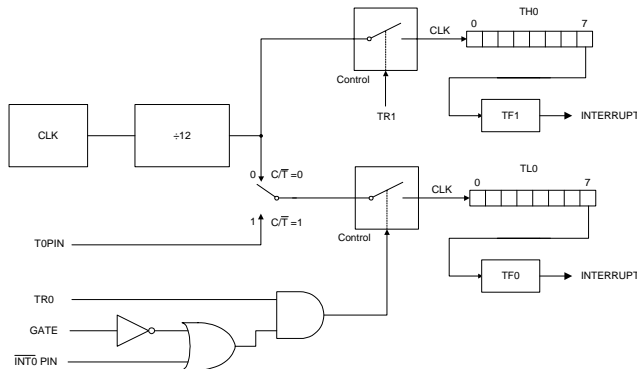 TH0
0 7
CLK
Control
TR1
TF1 INTERRUPT
CLK ÷12
0 C/T̅ =0
1 C/T̅ =1
TL0
0 7
CLK
Control
T0PIN
TF0 INTERRUPT
TR0
GATE
I̅N̅T̅0̅ PIN